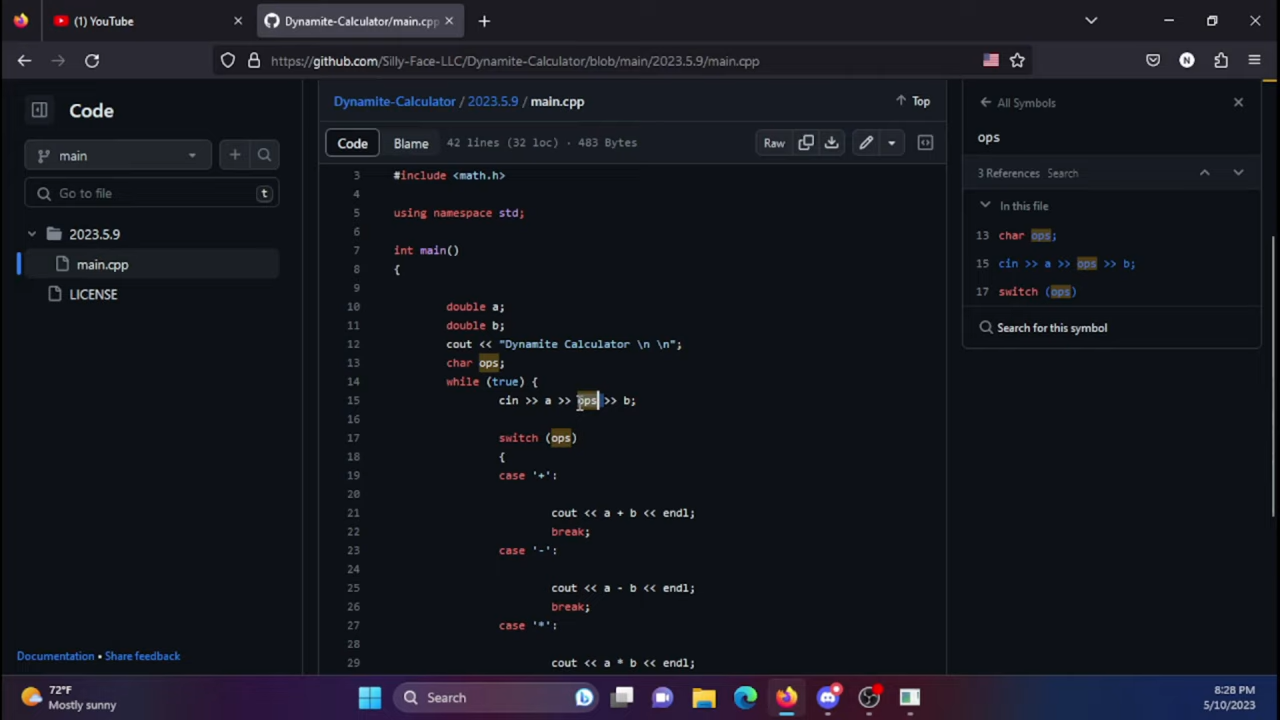 (1) YouTube
Dynamite-Calculator/main.cpp
https://github.com/Silly-Face-LLC/Dynamite-Calculator/blob/main/2023.5.9/main.cpp
N
Code
main
Go to file
t
2023.5.9
main.cpp
LICENSE
Documentation • Share feedback
Dynamite-Calculator / 2023.5.9 / main.cpp
Top
Code
Blame
42 lines (32 loc) · 483 Bytes
Raw
3 #include <math.h>
4
5 using namespace std;
6
7 int main()
8 {
9
10 double a;
11 double b;
12 cout << "Dynamite Calculator \n \n";
13 char ops;
14 while (true) {
15 cin >> a >> ops >> b;
16
17 switch (ops)
18 {
19 case '+':
20
21 cout << a + b << endl;
22 break;
23 case '-':
24
25 cout << a - b << endl;
26 break;
27 case '*':
28
29 cout << a * b << endl;
All Symbols
ops
3 References Search
In this file
13 char ops;
15 cin >> a >> ops >> b;
17 switch (ops)
Search for this symbol
72°F
Mostly sunny
Search
8:28 PM
5/10/2023